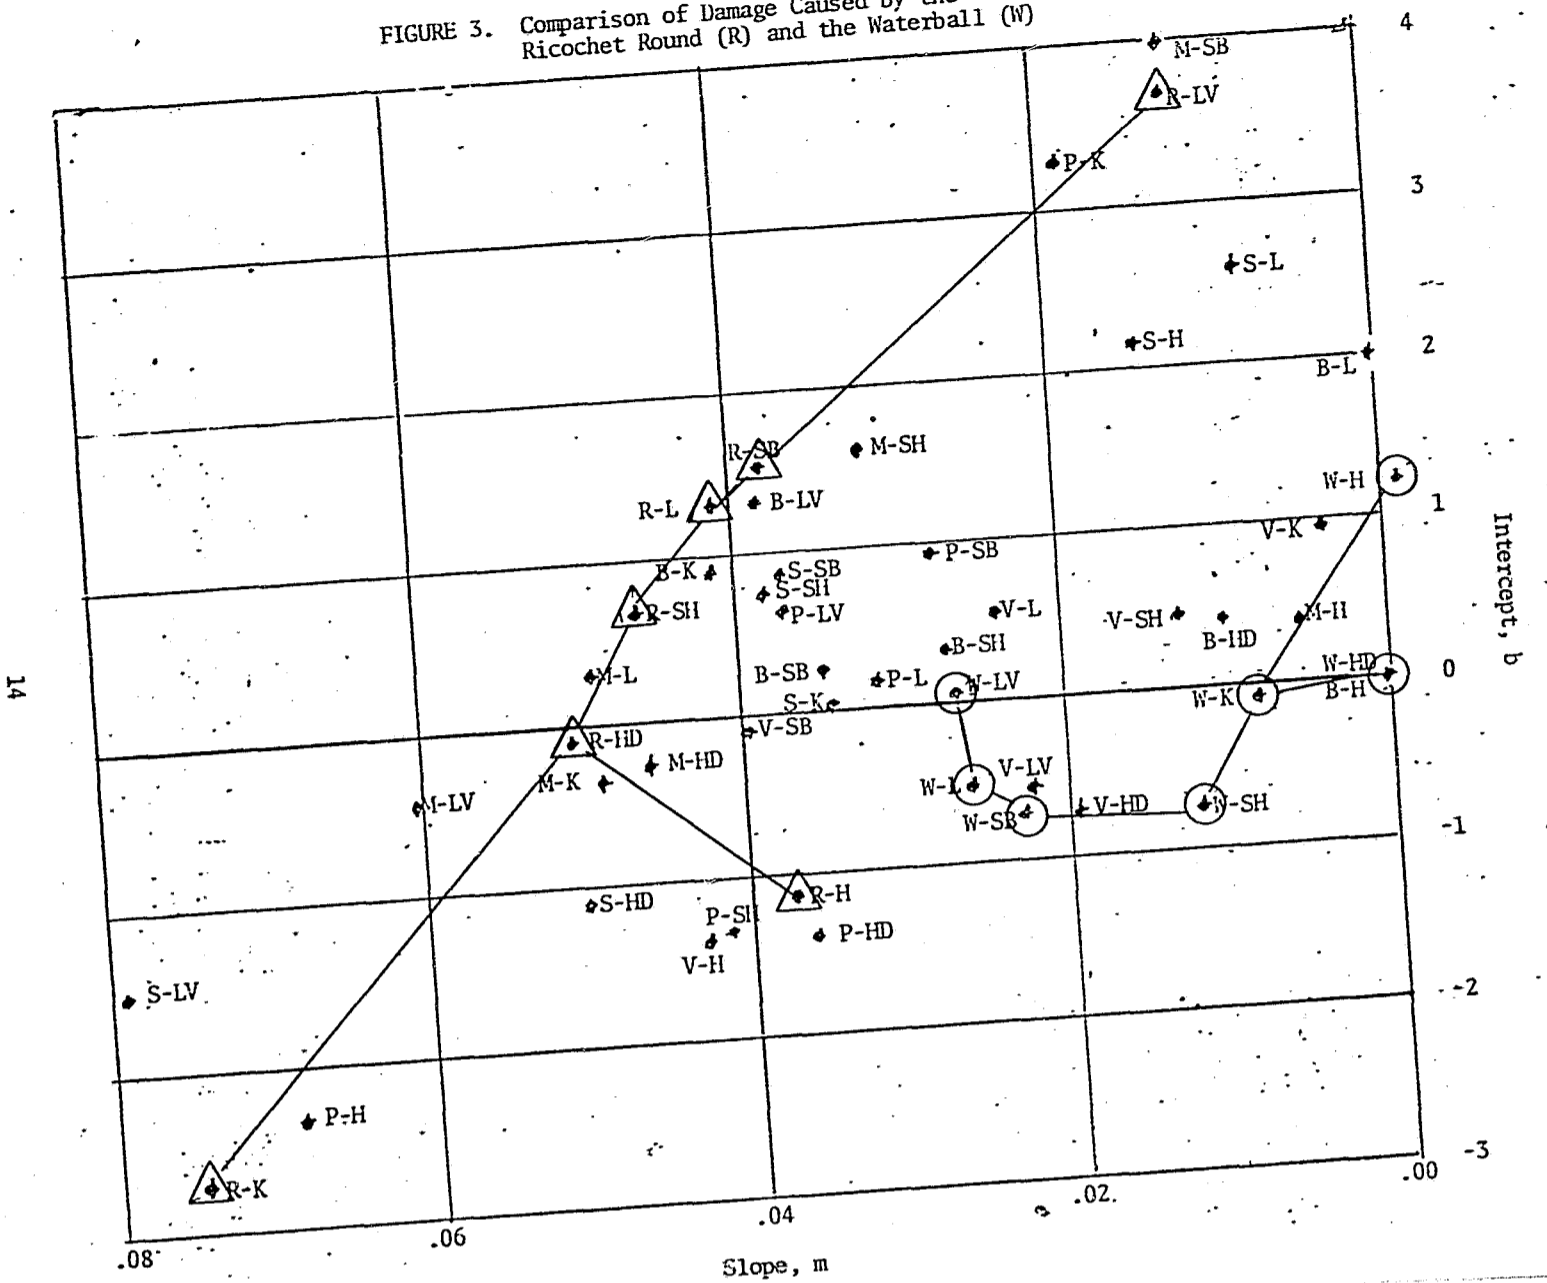 FIGURE 3. Comparison of Damage Caused by the
Ricochet Round (R) and the Waterball (W)
4
M-SB
R-LV
P-K
3
S-L
S-H
2
B-L
R-SB
M-SH
W-H
R-L
B-LV
1
V-K
P-SB
B-K
S-SB
S-SH
R-SH
P-LV
V-L
V-SH
M-H
B-HD
B-SH
Intercept, b
W-HD
0
M-L
B-SB
P-L
W-LV
W-K
B-H
S-K
14
V-SB
R-HD
M-HD
V-LV
M-K
W-L
M-LV
V-HD
W-SH
W-SB
-1
R-H
S-HD
P-SH
P-HD
V-H
S-LV
-2
P-H
-3
R-K
.00
.02
.04
.06
.08
Slope, m